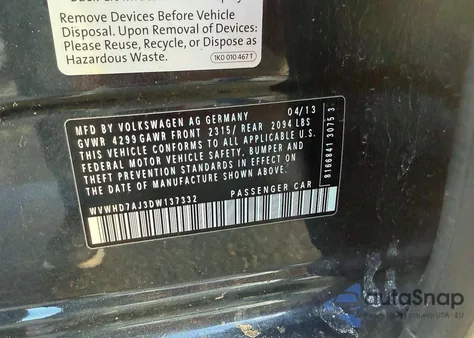 Remove Devices Before Vehicle
Disposal. Upon Removal of Devices:
Please Reuse, Recycle, or Dispose as
Hazardous Waste.
1K0 010 467 T
MFD BY VOLKSWAGEN AG GERMANY 04/13
GVWR 4299 GAWR FRONT 2315/ REAR 2094 LBS
THIS VEHICLE CONFORMS TO ALL APPLICABLE U.S.
FEDERAL MOTOR VEHICLE SAFETY, BUMPER AND
THEFT PREVENTION STANDARDS IN EFFECT ON
THE DATE OF MANUFACTURE SHOWN ABOVE
WVWHD7AJ3DW137332 PASSENGER CAR
8166841 3075 3
autoSnap
USA - EU